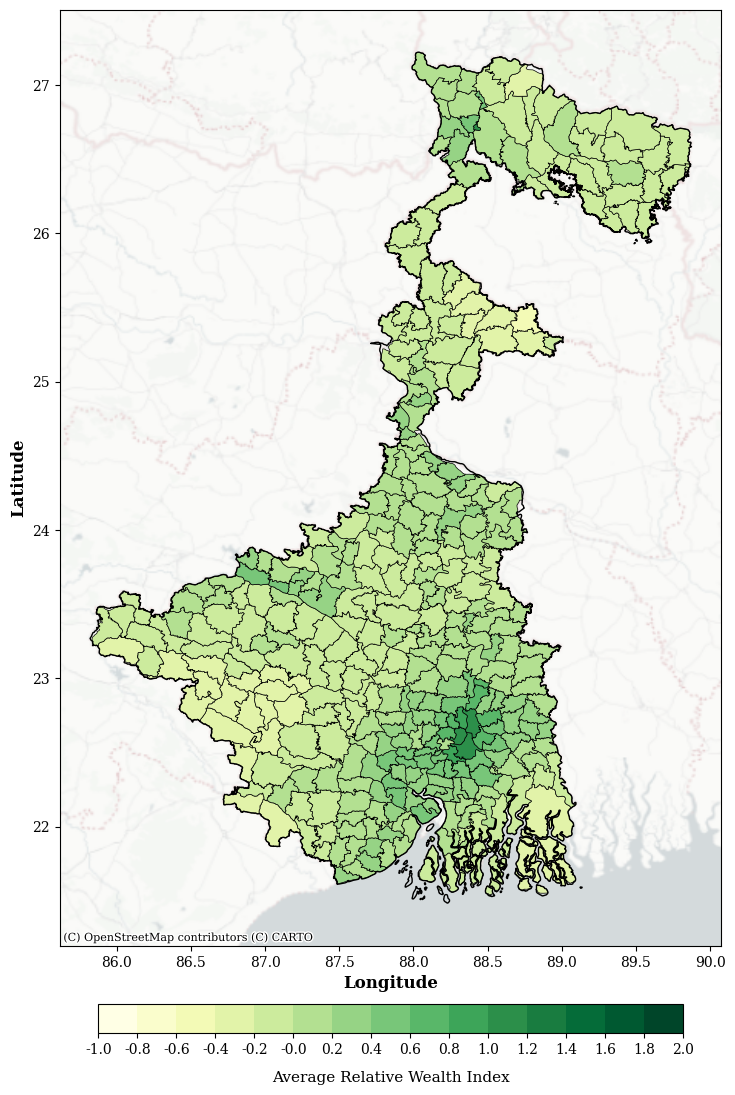 27
26
25
24
23
22
Latitude
(C) OpenStreetMap contributors (C) CARTO
86.0 86.5 87.0 87.5 88.0 88.5 89.0 89.5 90.0
Longitude
-1.0 -0.8 -0.6 -0.4 -0.2 -0.0 0.2 0.4 0.6 0.8 1.0 1.2 1.4 1.6 1.8 2.0
Average Relative Wealth Index